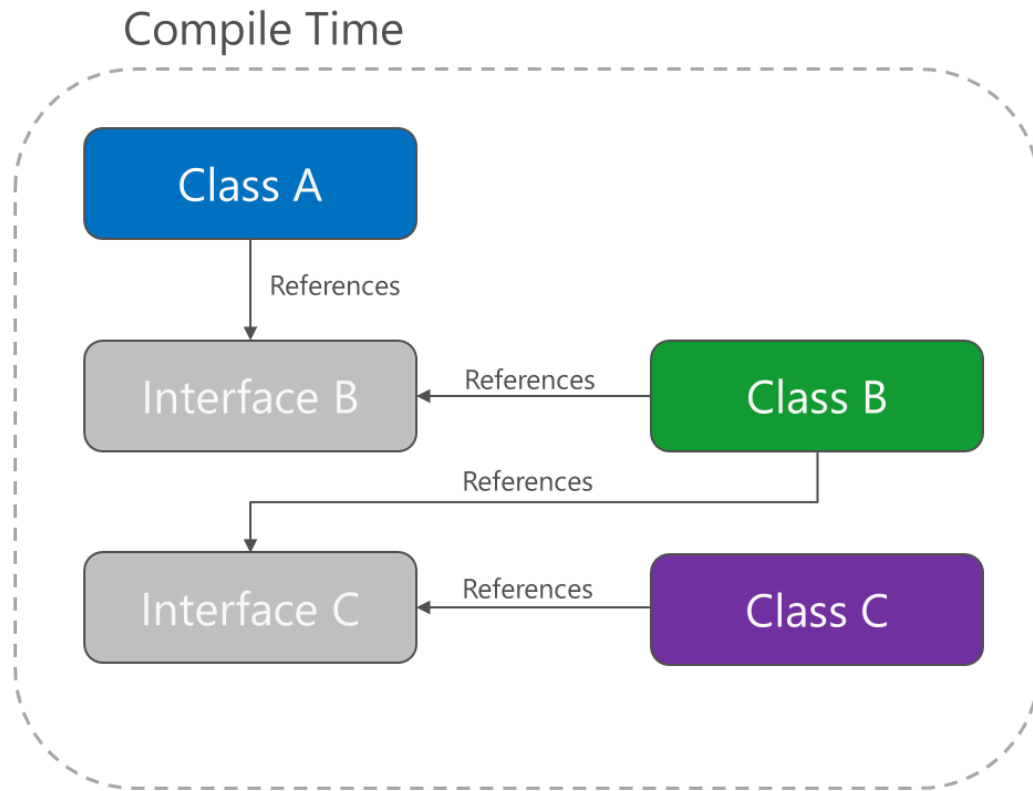 Compile Time
Class A
References
Interface B
References
Class B
References
Interface C
References
Class C